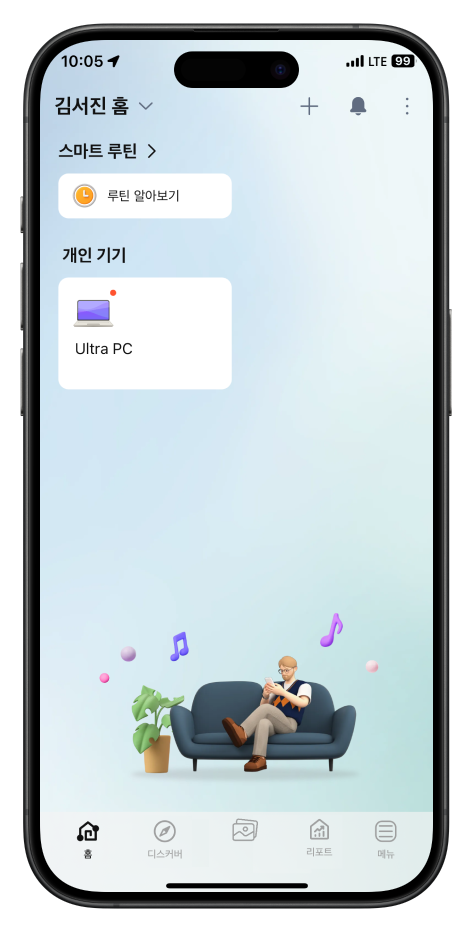 10:05
LTE 99
김서진 홈
스마트 루틴
루틴 알아보기
개인 기기
Ultra PC
홈
디스커버
리포트
메뉴